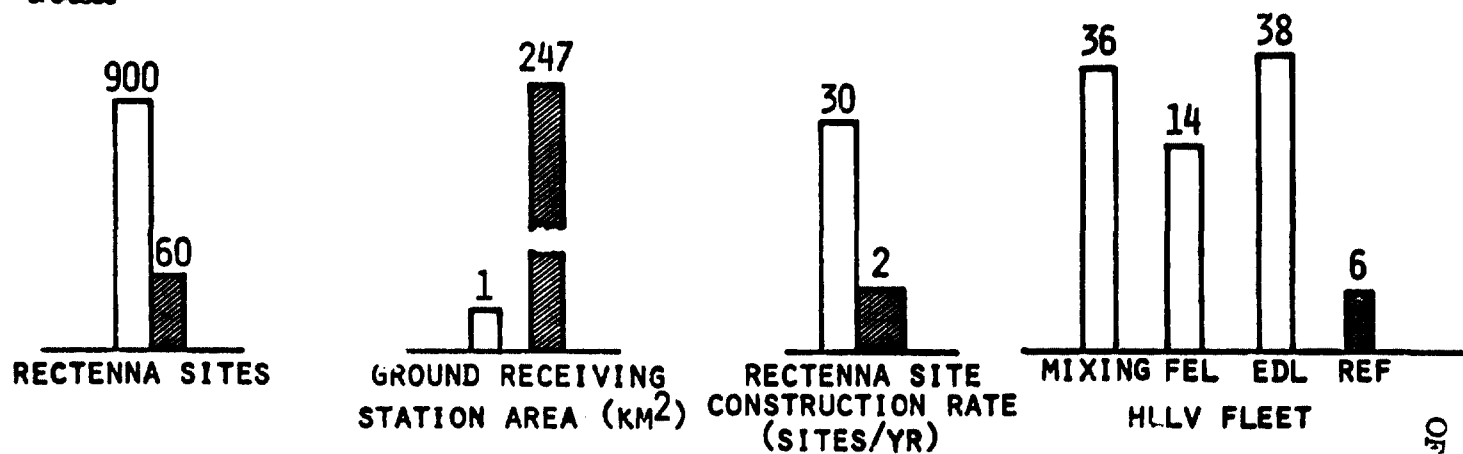 900
60
RECTENNA SITES
247
1
GROUND RECEIVING
STATION AREA (KM2)
30
2
RECTENNA SITE
CONSTRUCTION RATE
(SITES/YR)
36
14
38
6
MIXING FEL EDL REF
HLLV FLEET
OF